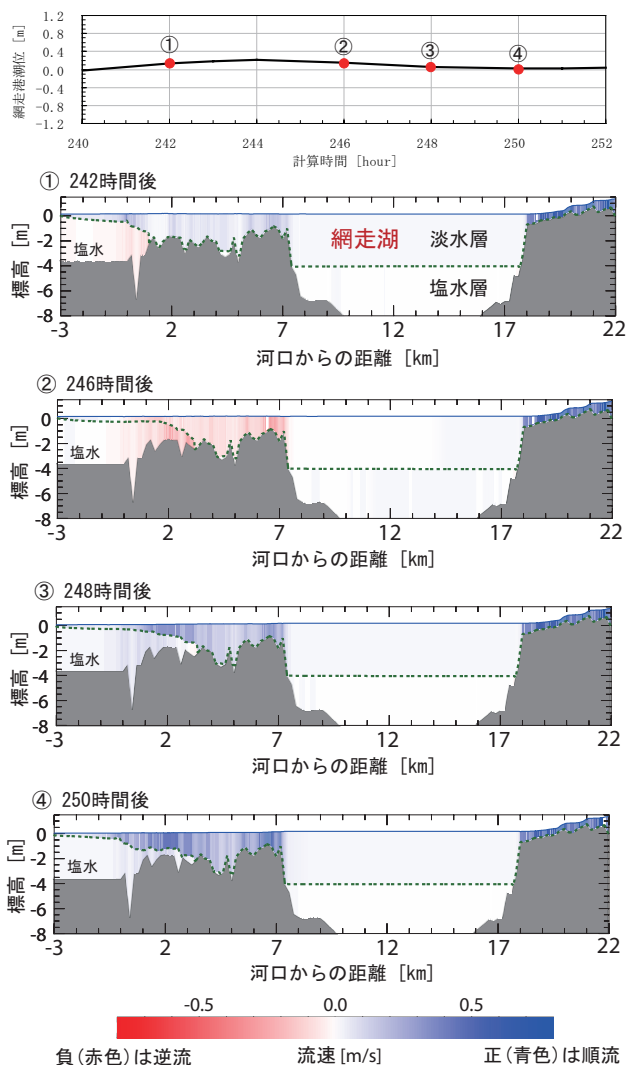 網走港潮位 [m]
1.2
0.8
0.4
0.0
-0.4
-0.8
-1.2
① ② ③ ④
240 242 244 246 248 250 252
計算時間 [hour]
① 242時間後
標高 [m]
0
-2
-4
-6
-8
網走湖 淡水層
塩水
塩水層
-3 2 7 12 17 22
河口からの距離 [km]
② 246時間後
標高 [m]
0
-2
-4
-6
-8
塩水
-3 2 7 12 17 22
河口からの距離 [km]
③ 248時間後
標高 [m]
0
-2
-4
-6
-8
塩水
-3 2 7 12 17 22
河口からの距離 [km]
④ 250時間後
標高 [m]
0
-2
-4
-6
-8
塩水
-3 2 7 12 17 22
河口からの距離 [km]
-0.5 0.0 0.5
負(赤色)は逆流 流速[m/s] 正(青色)は順流